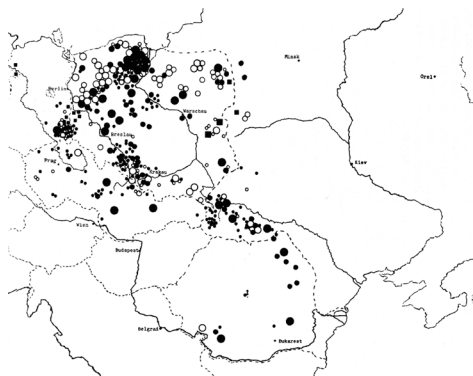 Minsk
Orel
Berlin
Warschau
Breslau
Prag
Krakau
Kiev
Wien
Budapest
Belgrad
Bukarest